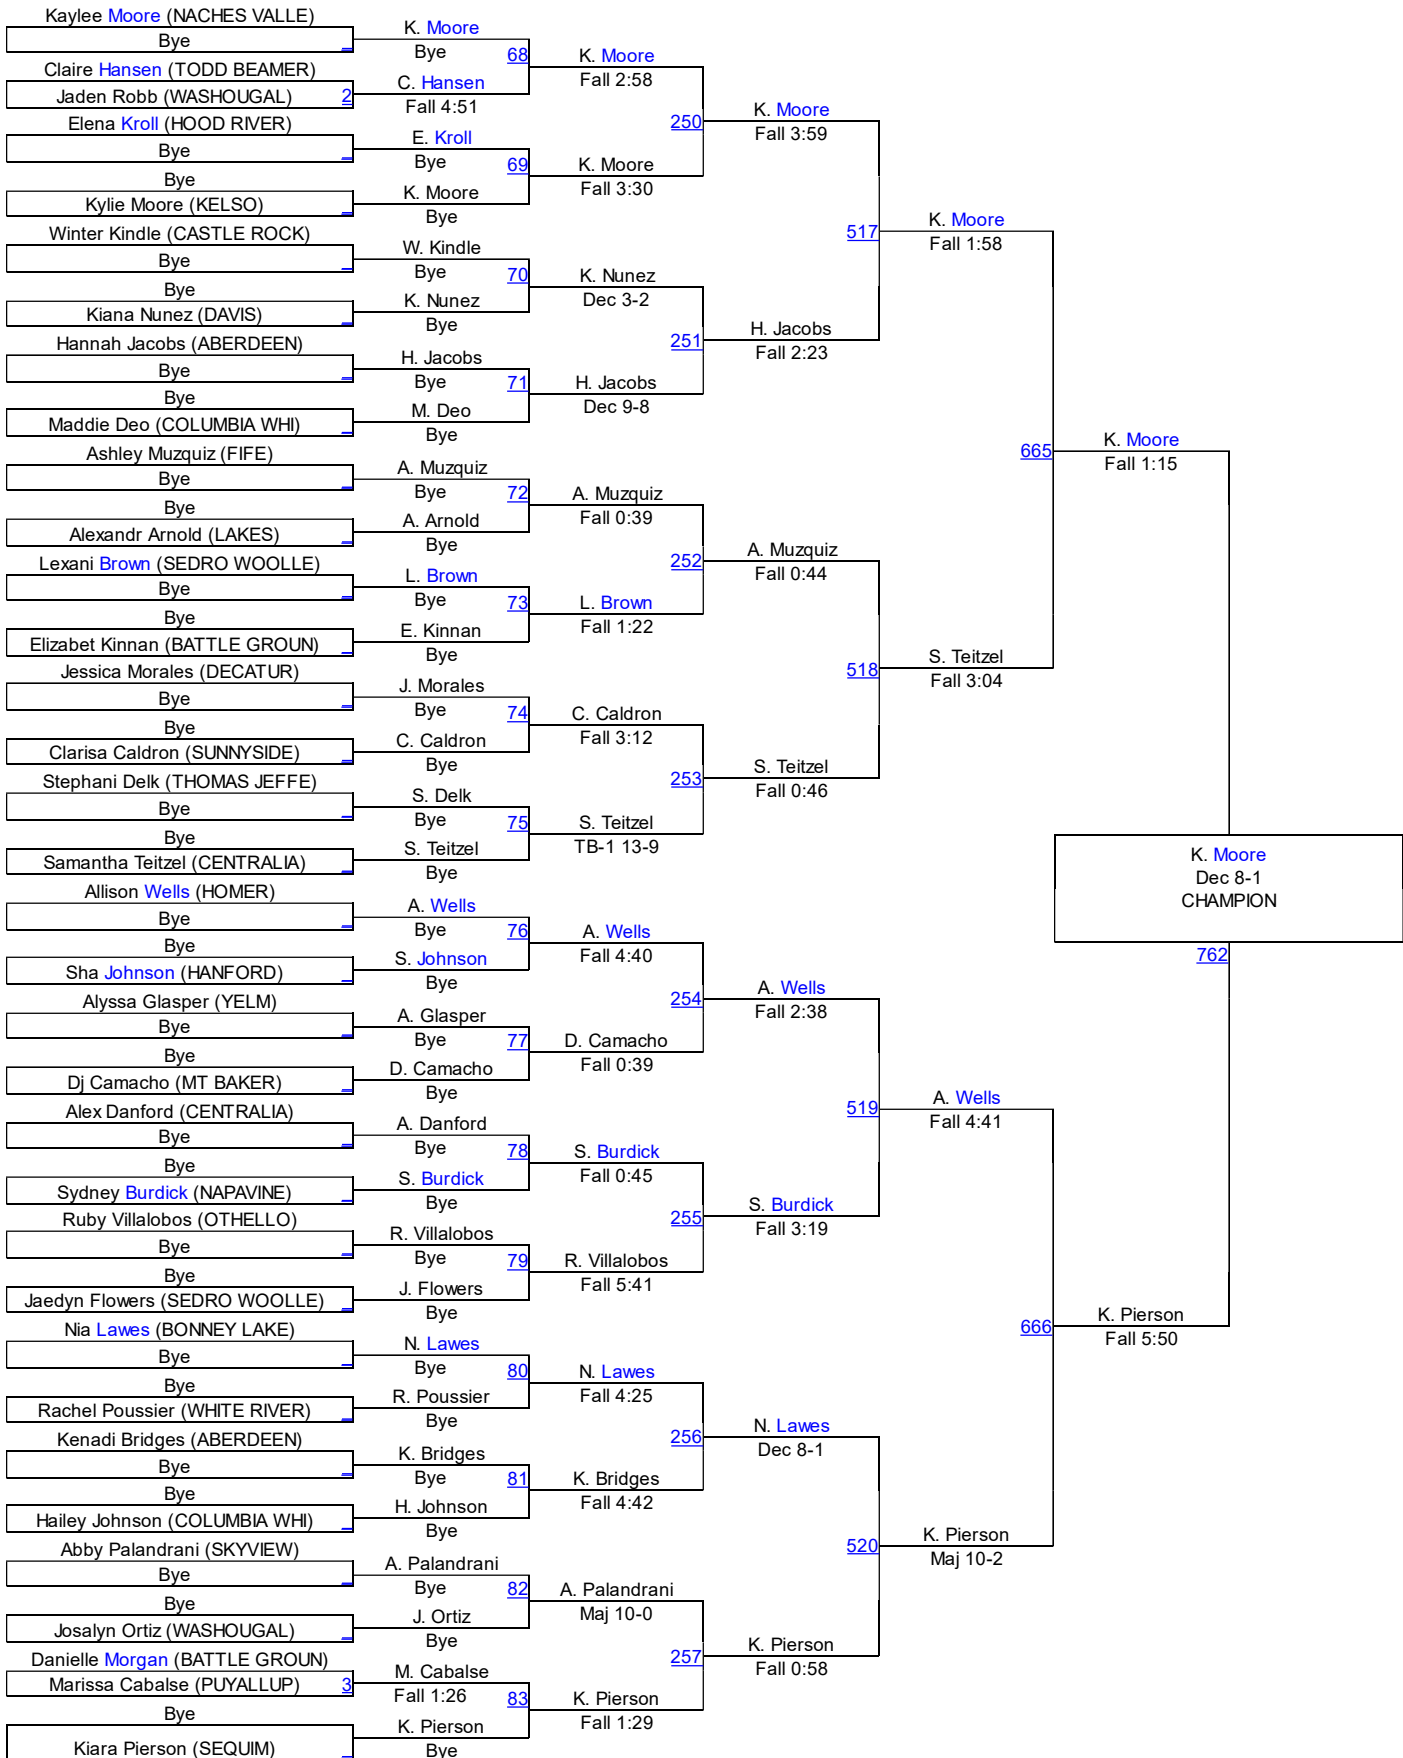 Kaylee Moore (NACHES VALLE)
Bye
Claire Hansen (TODD BEAMER)
Jaden Robb (WASHOUGAL) 2
Elena Kroll (HOOD RIVER)
Bye
Bye
Kylie Moore (KELSO)
Winter Kindle (CASTLE ROCK)
Bye
Bye
Kiana Nunez (DAVIS)
Hannah Jacobs (ABERDEEN)
Bye
Bye
Maddie Deo (COLUMBIA WHI)
Ashley Muzquiz (FIFE)
Bye
Bye
Alexandr Arnold (LAKES)
Lexani Brown (SEDRO WOOLLE)
Bye
Bye
Elizabet Kinnan (BATTLE GROUN)
Jessica Morales (DECATUR)
Bye
Bye
Clarisa Caldron (SUNNYSIDE)
Stephani Delk (THOMAS JEFFE)
Bye
Bye
Samantha Teitzel (CENTRALIA)
Allison Wells (HOMER)
Bye
Bye
Sha Johnson (HANFORD)
Alyssa Glasper (YELM)
Bye
Bye
Dj Camacho (MT BAKER)
Alex Danford (CENTRALIA)
Bye
Bye
Sydney Burdick (NAPAVINE)
Ruby Villalobos (OTHELLO)
Bye
Bye
Jaedyn Flowers (SEDRO WOOLLE)
Nia Lawes (BONNEY LAKE)
Bye
Bye
Rachel Poussier (WHITE RIVER)
Kenadi Bridges (ABERDEEN)
Bye
Bye
Hailey Johnson (COLUMBIA WHI)
Abby Palandrani (SKYVIEW)
Bye
Bye
Josalyn Ortiz (WASHOUGAL)
Danielle Morgan (BATTLE GROUN)
Marissa Cabalse (PUYALLUP) 3
Bye
Kiara Pierson (SEQUIM)
K. Moore
Bye 68
C. Hansen
Fall 4:51
E. Kroll
Bye 69
K. Moore
Bye
W. Kindle
Bye 70
K. Nunez
Bye
H. Jacobs
Bye 71
M. Deo
Bye
A. Muzquiz
Bye 72
A. Arnold
Bye
L. Brown
Bye 73
E. Kinnan
Bye
J. Morales
Bye 74
C. Caldron
Bye
S. Delk
Bye 75
S. Teitzel
Bye
A. Wells
Bye 76
S. Johnson
Bye
A. Glasper
Bye 77
D. Camacho
Bye
A. Danford
Bye 78
S. Burdick
Bye
R. Villalobos
Bye 79
J. Flowers
Bye
N. Lawes
Bye 80
R. Poussier
Bye
K. Bridges
Bye 81
H. Johnson
Bye
A. Palandrani
Bye 82
J. Ortiz
Bye
M. Cabalse
Fall 1:26 83
K. Pierson
Bye
K. Moore
Fall 2:58
250
K. Moore
Fall 3:30
K. Nunez
Dec 3-2
251
H. Jacobs
Dec 9-8
A. Muzquiz
Fall 0:39
252
L. Brown
Fall 1:22
C. Caldron
Fall 3:12
253
S. Teitzel
TB-1 13-9
A. Wells
Fall 4:40
254
D. Camacho
Fall 0:39
S. Burdick
Fall 0:45
255
R. Villalobos
Fall 5:41
N. Lawes
Fall 4:25
256
K. Bridges
Fall 4:42
A. Palandrani
Maj 10-0
257
K. Pierson
Fall 1:29
K. Moore
Fall 3:59
517
H. Jacobs
Fall 2:23
A. Muzquiz
Fall 0:44
518
S. Teitzel
Fall 0:46
A. Wells
Fall 2:38
519
S. Burdick
Fall 3:19
N. Lawes
Dec 8-1
520
K. Pierson
Fall 0:58
K. Moore
Fall 1:58
665
S. Teitzel
Fall 3:04
A. Wells
Fall 4:41
666
K. Pierson
Maj 10-2
K. Moore
Fall 1:15
K. Pierson
Fall 5:50
K. Moore
Dec 8-1
CHAMPION
762